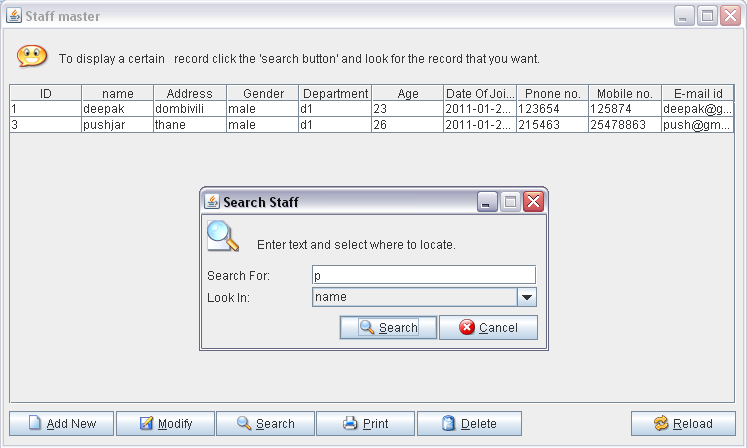 Staff master
To display a certain record click the 'search button' and look for the record that you want.
ID name Address Gender Department Age Date Of Joi... Pnone no. Mobile no. E-mail id
1 deepak dombivili male d1 23 2011-01-2... 123654 125874 deepak@g...
3 pushjar thane male d1 26 2011-01-2... 215463 25478863 push@gm...
Search Staff
Enter text and select where to locate.
Search For: p
Look In: name
Search Cancel
Add New Modify Search Print Delete Reload